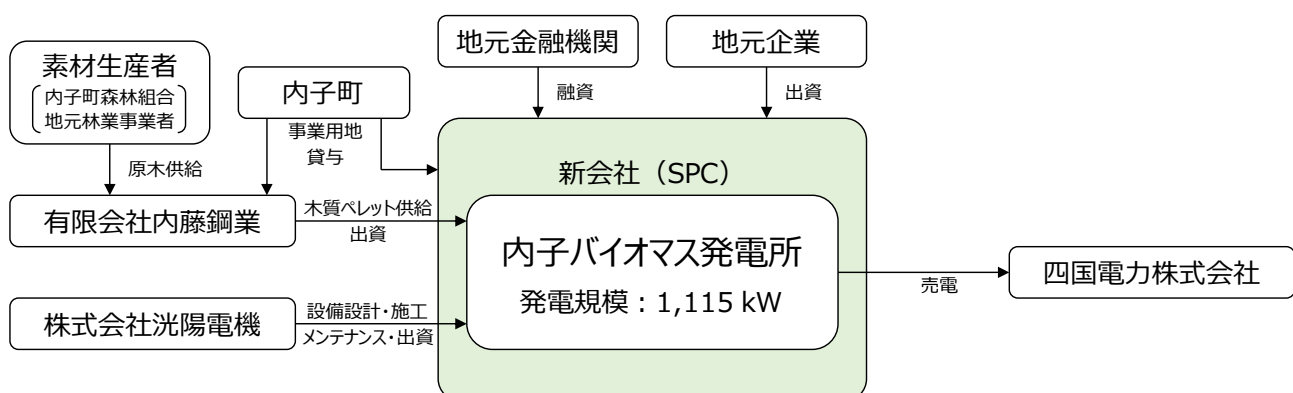 地元金融機関
地元企業
素材生産者
内子町森林組合
地元林業事業者
内子町
融資
出資
事業用地
貸与
原木供給
新会社（SPC）
有限会社内藤鋼業
木質ペレット供給
出資
内子バイオマス発電所
発電規模：1,115 kW
売電
四国電力株式会社
株式会社洸陽電機
設備設計・施工
メンテナンス・出資